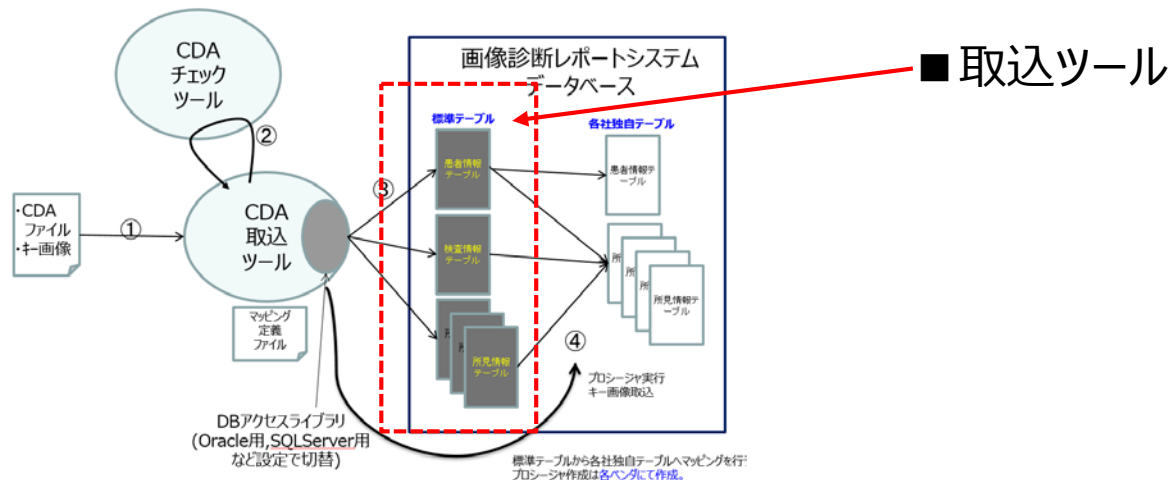 CDA
チェック
ツール
②
・CDA
ファイル
・キー画像
①
CDA
取込
ツール
マッピング
定義
ファイル
DBアクセスライブラリ
(Oracle用,SQLServer用
など設定で切替)
画像診断レポートシステム
データベース
標準テーブル
各社独自テーブル
③
患者情報
テーブル
検査情報
テーブル
所
所
所見情報
テーブル
患者情報テ
ーブル
所
所
所見情報テ
ーブル
④
プロシージャ実行
キー画像取込
標準テーブルから各社独自テーブルへマッピングを行う
プロシージャ作成は各ベンダにて作成。
■取込ツール